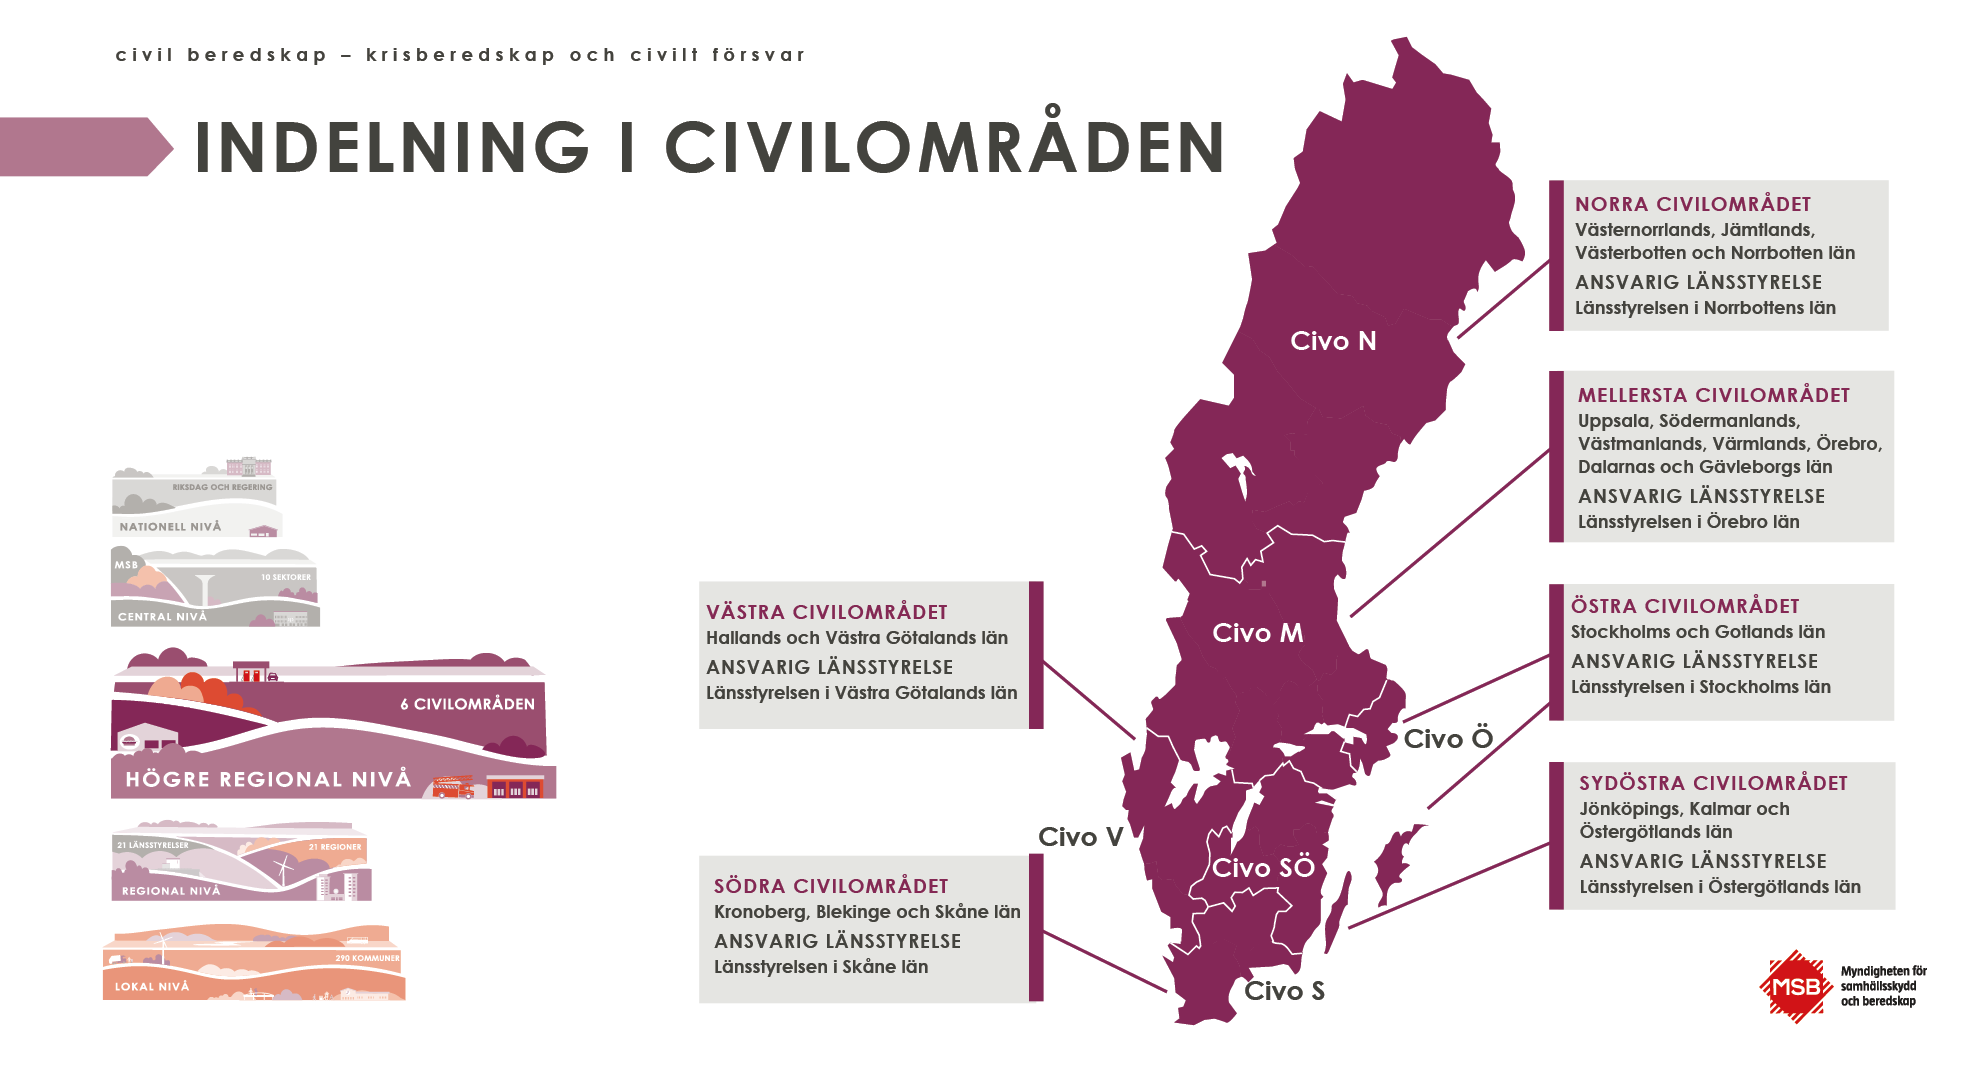 civil beredskap – krisberedskap och civilt försvar
INDELNING I CIVILOMRÅDEN
NORRA CIVILOMRÅDET
Västernorrlands, Jämtlands,
Västerbotten och Norrbotten län
ANSVARIG LÄNSSTYRELSE
Länsstyrelsen i Norrbottens län
Civo N
MELLERSTA CIVILOMRÅDET
Uppsala, Södermanlands,
Västmanlands, Värmlands, Örebro,
Dalarnas och Gävleborgs län
ANSVARIG LÄNSSTYRELSE
Länsstyrelsen i Örebro län
Civo M
ÖSTRA CIVILOMRÅDET
Stockholms och Gotlands län
ANSVARIG LÄNSSTYRELSE
Länsstyrelsen i Stockholms län
Civo Ö
SYDÖSTRA CIVILOMRÅDET
Jönköpings, Kalmar och
Östergötlands län
ANSVARIG LÄNSSTYRELSE
Länsstyrelsen i Östergötlands län
Civo SÖ
VÄSTRA CIVILOMRÅDET
Hallands och Västra Götalands län
ANSVARIG LÄNSSTYRELSE
Länsstyrelsen i Västra Götalands län
Civo V
SÖDRA CIVILOMRÅDET
Kronoberg, Blekinge och Skåne län
ANSVARIG LÄNSSTYRELSE
Länsstyrelsen i Skåne län
Civo S
RIKSDAG OCH REGERING
NATIONELL NIVÅ
MSB
10 SEKTORER
CENTRAL NIVÅ
6 CIVILOMRÅDEN
HÖGRE REGIONAL NIVÅ
21 LÄNSSTYRELSER
21 REGIONER
REGIONAL NIVÅ
290 KOMMUNER
LOKAL NIVÅ
MSB
Myndigheten för
samhällsskydd
och beredskap